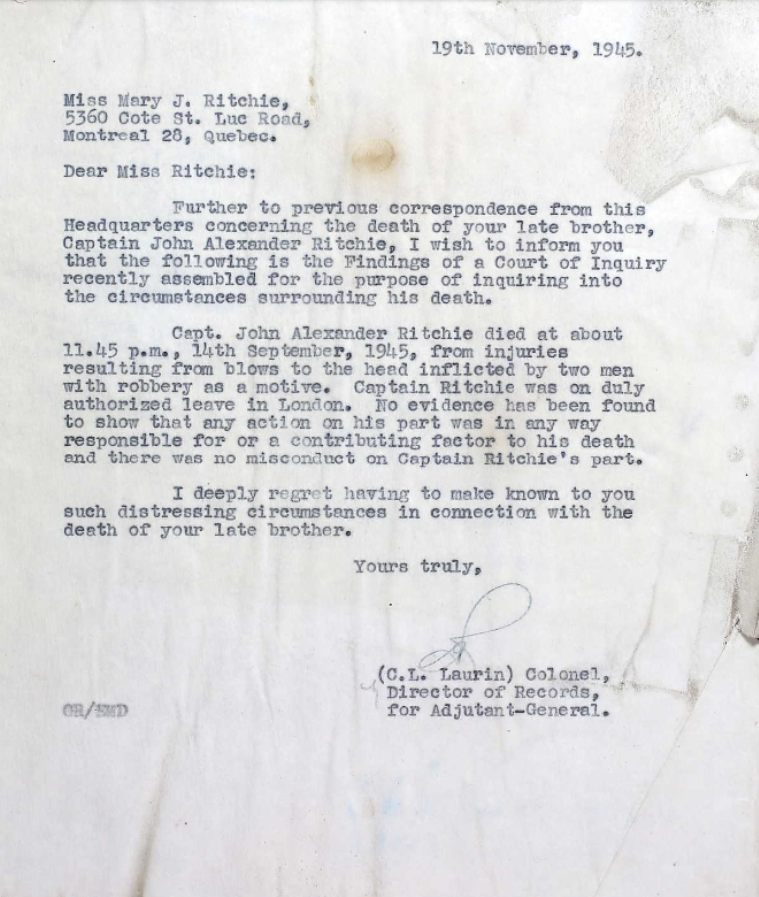 19th November, 1945.
Miss Mary J. Ritchie,
5360 Cote St. Luc Road,
Montreal 28, Quebec.
Dear Miss Ritchie:
Further to previous correspondence from this
Headquarters concerning the death of your late brother,
Captain John Alexander Ritchie, I wish to inform you
that the following is the Findings of a Court of Inquiry
recently assembled for the purpose of inquiring into
the circumstances surrounding his death.
Capt. John Alexander Ritchie died at about
11.45 p.m., 14th September, 1945, from injuries
resulting from blows to the head inflicted by two men
with robbery as a motive. Captain Ritchie was on duly
authorized leave in London. No evidence has been found
to show that any action on his part was in any way
responsible for or a contributing factor to his death
and there was no misconduct on Captain Ritchie's part.
I deeply regret having to make known to you
such distressing circumstances in connection with the
death of your late brother.
Yours truly,
(C.L. Laurin) Colonel,
Director of Records,
for Adjutant-General.